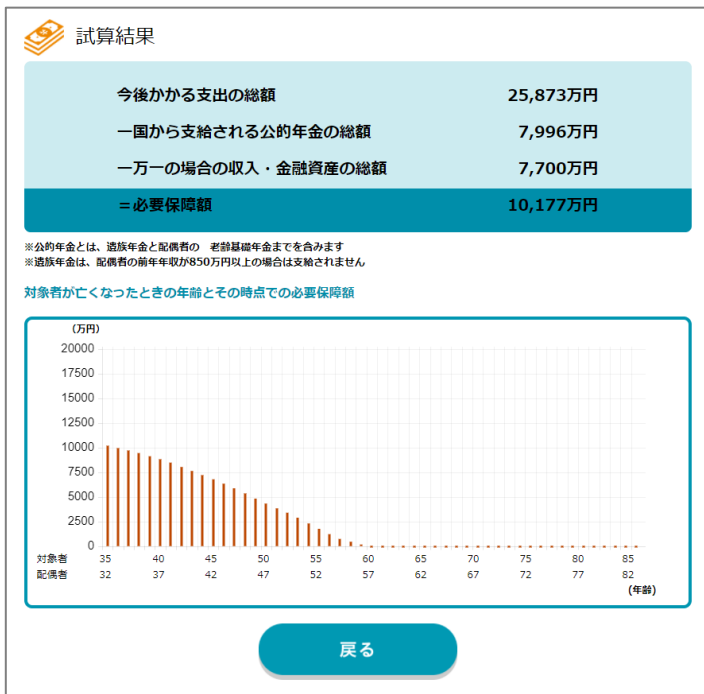 試算結果
今後かかる支出の総額 25,873万円
ー国から支給される公的年金の総額 7,996万円
ー万一の場合の収入・金融資産の総額 7,700万円
＝必要保障額 10,177万円
※公的年金とは、遺族年金と配偶者の　老齢基礎年金までを含みます
※遺族年金は、配偶者の前年年収が850万円以上の場合は支給されません
対象者が亡くなったときの年齢とその時点での必要保障額
(万円)
20000
17500
15000
12500
10000
7500
5000
2500
0
対象者 35 40 45 50 55 60 65 70 75 80 85
配偶者 32 37 42 47 52 57 62 67 72 77 82
(年齢)
戻る